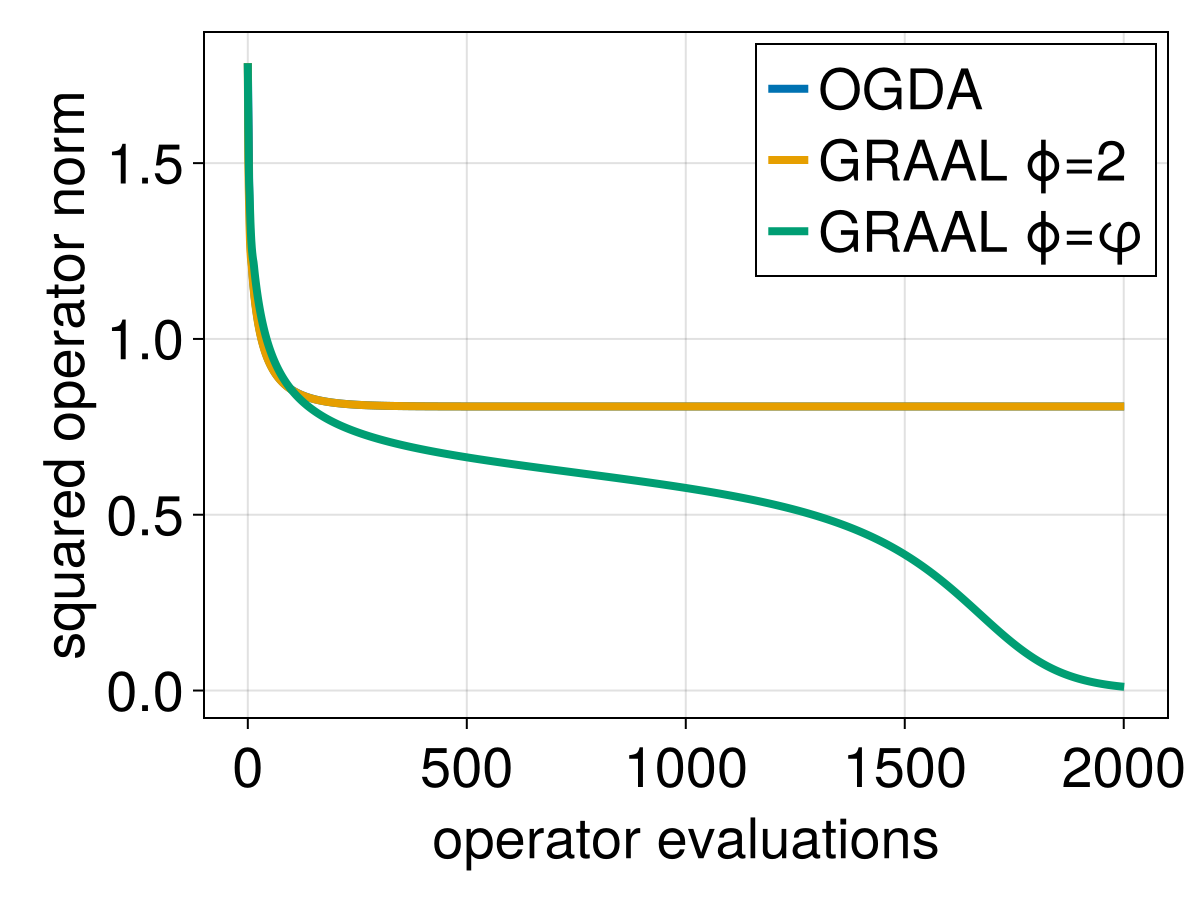 squared operator norm
1.5
1.0
0.5
0.0
OGDA
GRAAL ϕ=2
GRAAL ϕ=φ
0 500 1000 1500 2000
operator evaluations